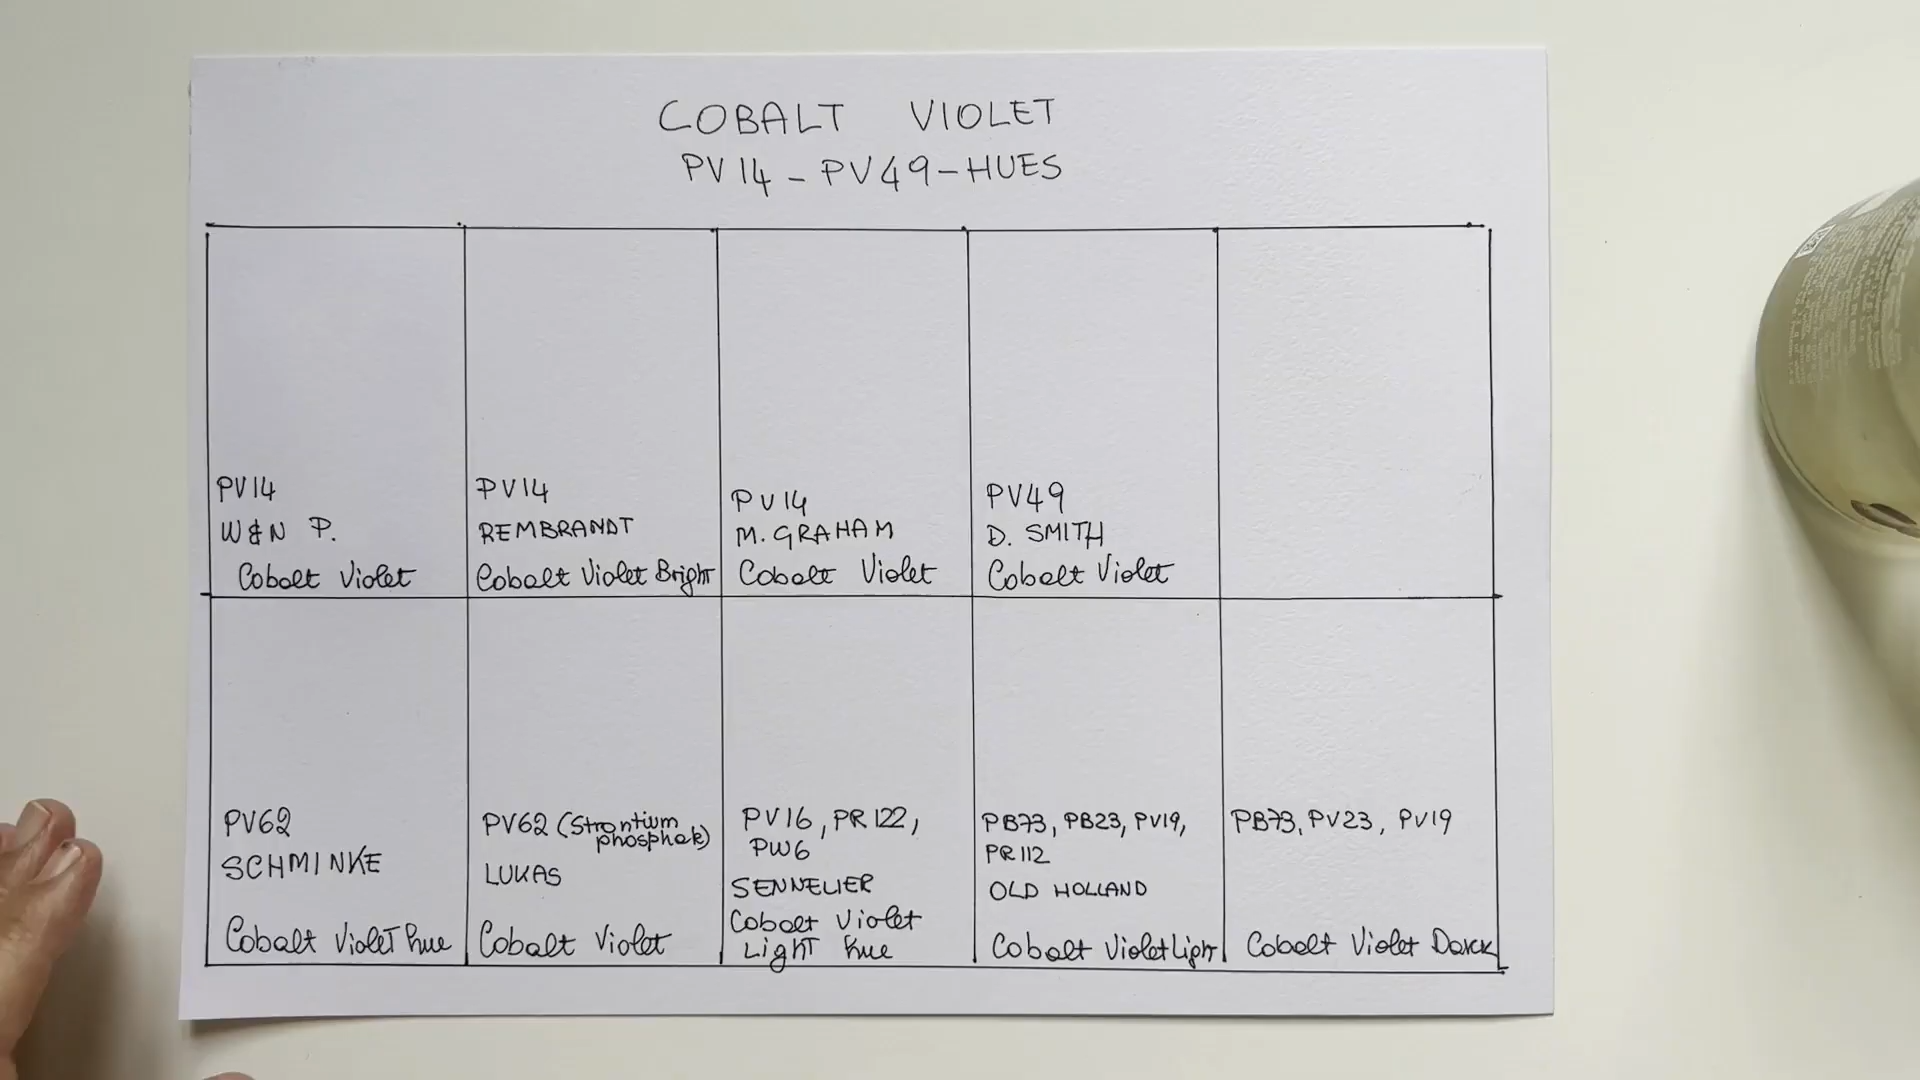 COBALT VIOLET
PV14-PV49-HUES
PV14
W&N P.
Cobalt Violet
PV14
REMBRANDT
Cobalt Violet Bright
PV14
M. GRAHAM
Cobalt Violet
PV49
D. SMITH
Cobalt Violet
PV62
SCHMINKE
Cobalt Violet hue
PV62 (Strontium
phosphak)
LUKAS
Cobalt Violet
PV16, PR122,
PW6
SENNELIER
Cobalt Violet
Light hue
PB73, PB23, PV19,
PR112
OLD HOLLAND
Cobalt Violet Light
PB73, PV23, PV19
Cobalt Violet Darck